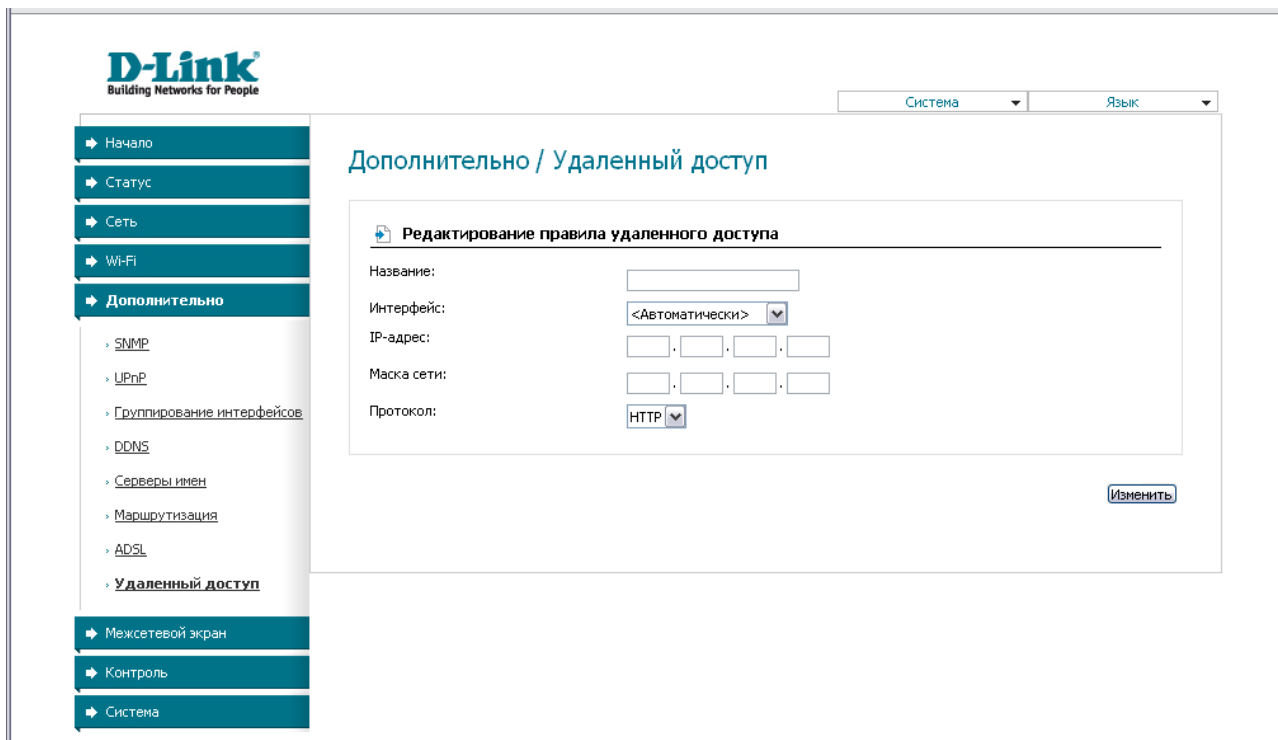 D-Link
Building Networks for People
Система
Язык
Начало
Статус
Сеть
Wi-Fi
Дополнительно
SNMP
UPnP
Группирование интерфейсов
DDNS
Серверы имен
Маршрутизация
ADSL
Удаленный доступ
Межсетевой экран
Контроль
Система
Дополнительно / Удаленный доступ
Редактирование правила удаленного доступа
Название:
Интерфейс: <Автоматически>
IP-адрес: . . .
Маска сети: . . .
Протокол: HTTP
Изменить